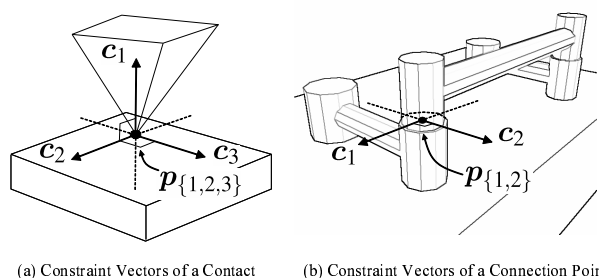 c1
c2
c3
p{1,2,3}
c1
c2
p{1,2}
(a) Constraint Vectors of a Contact
(b) Constraint Vectors of a Connection Poin